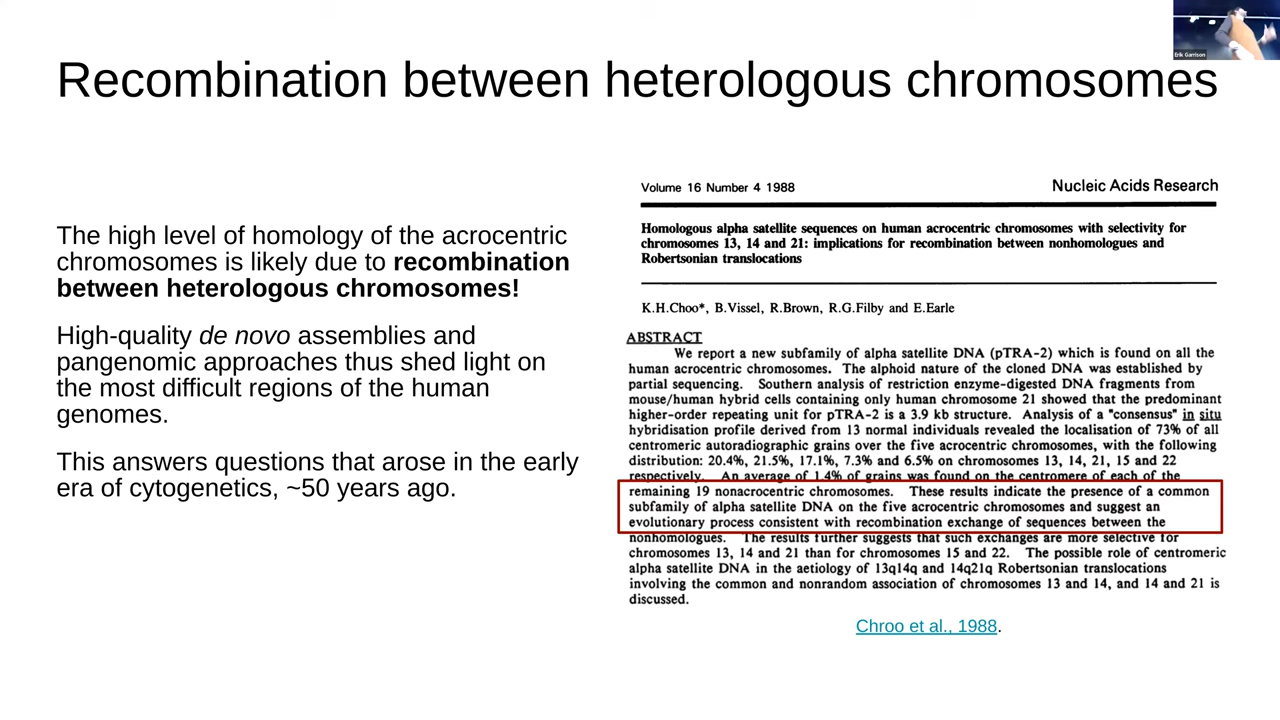 Erik Garrison
Recombination between heterologous chromosomes
The high level of homology of the acrocentric
chromosomes is likely due to recombination
between heterologous chromosomes!
High-quality de novo assemblies and
pangenomic approaches thus shed light on
the most difficult regions of the human
genomes.
This answers questions that arose in the early
era of cytogenetics, ~50 years ago.
Volume 16 Number 4 1988 Nucleic Acids Research
Homologous alpha satellite sequences on human acrocentric chromosomes with selectivity for
chromosomes 13, 14 and 21: implications for recombination between nonhomologues and
Robertsonian translocations
K.H.Choo*, B.Vissel, R.Brown, R.G.Filby and E.Earle
ABSTRACT
We report a new subfamily of alpha satellite DNA (pTRA-2) which is found on all the
human acrocentric chromosomes. The alphoid nature of the cloned DNA was established by
partial sequencing. Southern analysis of restriction enzyme-digested DNA fragments from
mouse/human hybrid cells containing only human chromosome 21 showed that the predominant
higher-order repeating unit for pTRA-2 is a 3.9 kb structure. Analysis of a "consensus" in situ
hybridisation profile derived from 13 normal individuals revealed the localisation of 73% of all
centromeric autoradiographic grains over the five acrocentric chromosomes, with the following
distribution: 20.4%, 21.5%, 17.1%, 7.3% and 6.5% on chromosomes 13, 14, 21, 15 and 22
respectively. An average of 1.4% of grains was found on the centromere of each of the
remaining 19 nonacrocentric chromosomes. These results indicate the presence of a common
subfamily of alpha satellite DNA on the five acrocentric chromosomes and suggest an
evolutionary process consistent with recombination exchange of sequences between the
nonhomologues. The results further suggests that such exchanges are more selective for
chromosomes 13, 14 and 21 than for chromosomes 15 and 22. The possible role of centromeric
alpha satellite DNA in the aetiology of 13q14q and 14q21q Robertsonian translocations
involving the common and nonrandom association of chromosomes 13 and 14, and 14 and 21 is
discussed.
Chroo et al., 1988.